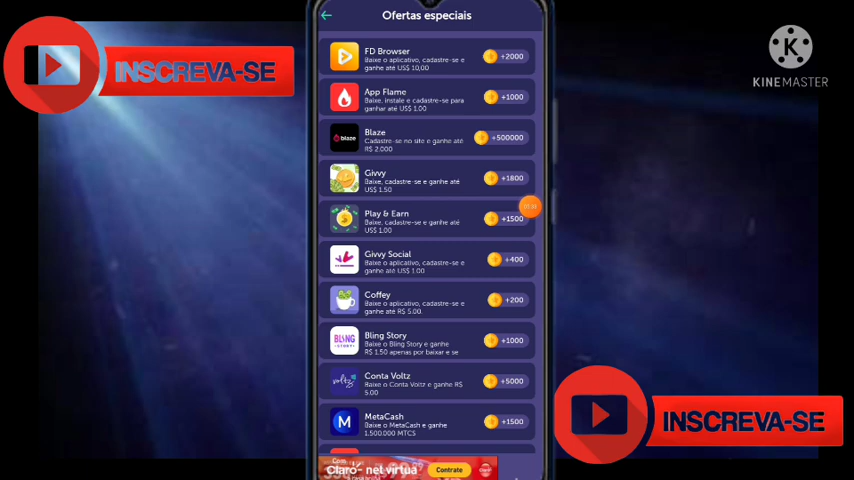 INSCREVA-SE
KINEMASTER
Ofertas especiais
FD Browser
Baixe o aplicativo, cadastre-se e
ganhe até US$ 10,00
+2000
App Flame
Baixe, instale e cadastre-se para
ganhar até US$ 1.00
+1000
blaze
Blaze
Cadastre-se no site e ganhe até
R$ 2.000
+500000
Givvy
Baixe, cadastre-se e ganhe até
US$ 1.50
+1800
Play & Earn
Baixe, cadastre-se e ganhe até
US$ 1.00
+1500
Givvy Social
Baixe o aplicativo, cadastre-se e
ganhe até US$ 1.00
+400
Coffey
Baixe o aplicativo, cadastre-se e
ganhe até R$ 5.00.
+200
BLING
STORY
Bling Story
Baixe o Bling Story e ganhe
R$ 1,50 apenas por baixar e se
+1000
voltz
Conta Voltz
Baixe o Conta Voltz e ganhe R$
5.00
+5000
M
MetaCash
Baixe o MetaCash e ganhe
1.500.000 MTCS
+1500
Com
Claro net virtua
Contrate
Claro
INSCREVA-SE